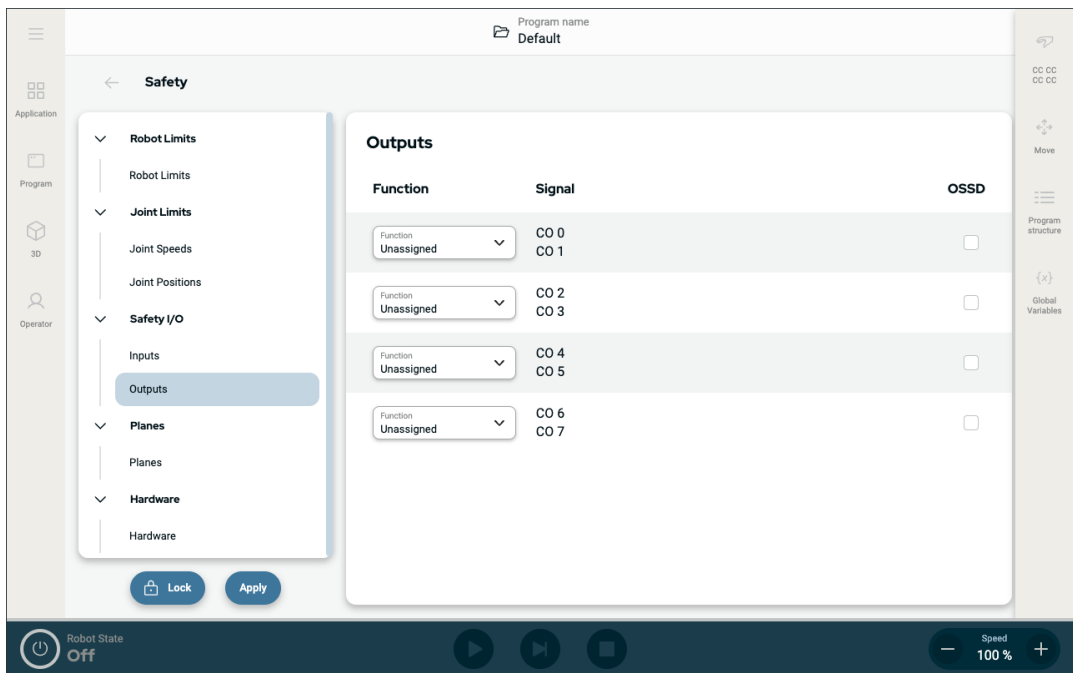 Program name
Default
Application
Program
3D
Operator
Safety
Robot Limits
Robot Limits
Joint Limits
Joint Speeds
Joint Positions
Safety I/O
Inputs
Outputs
Planes
Planes
Hardware
Hardware
Lock
Apply
Outputs
Function Signal OSSD
Function
Unassigned
CO 0
CO 1
Function
Unassigned
CO 2
CO 3
Function
Unassigned
CO 4
CO 5
Function
Unassigned
CO 6
CO 7
CC CC
CC CC
Move
Program
structure
{x}
Global
Variables
Robot State
Off
Speed
100 %